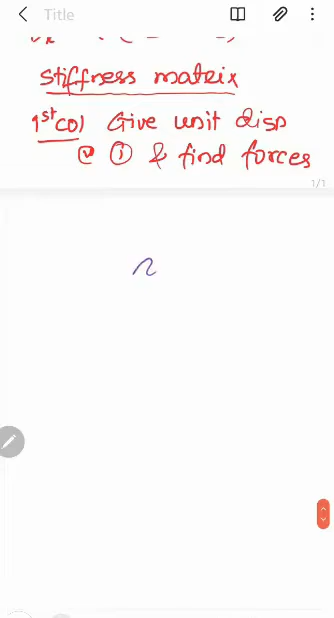 Title
Stiffness matrix
1st col Give unit disp
@ ① & find forces
1/1